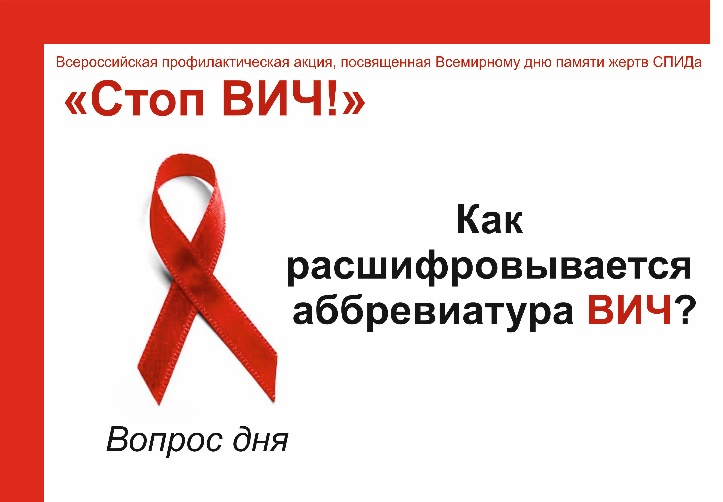 Всероссийская профилактическая акция, посвященная Всемирному дню памяти жертв СПИДа
«Стоп ВИЧ!»
Как
расшифровывается
аббревиатура ВИЧ?
Вопрос дня